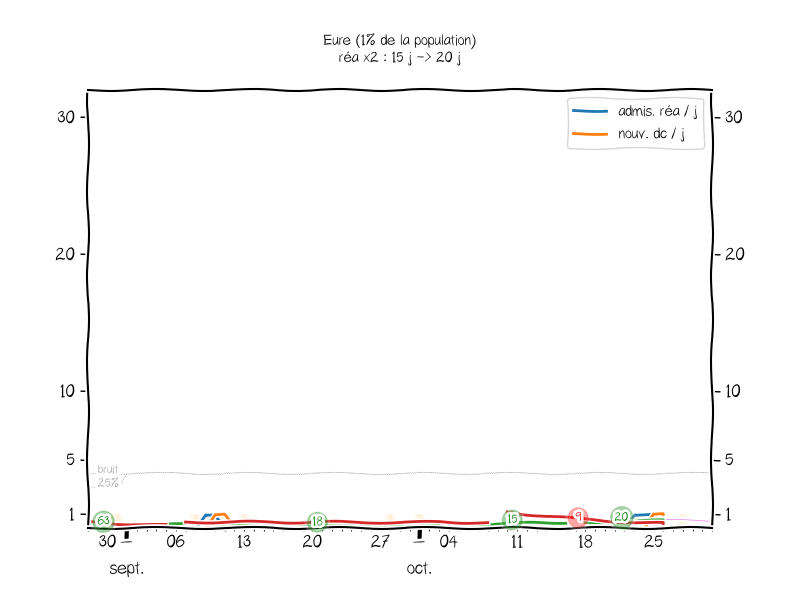 Eure (1% de la population)
réa x2 : 15 j -> 20 j
admis. réa / j
nouv. dc / j
30 30
20 20
10 10
5 5
bruit
25%
1 1
63 18 15 9 20
30 06 13 20 27 04 11 18 25
sept. oct.